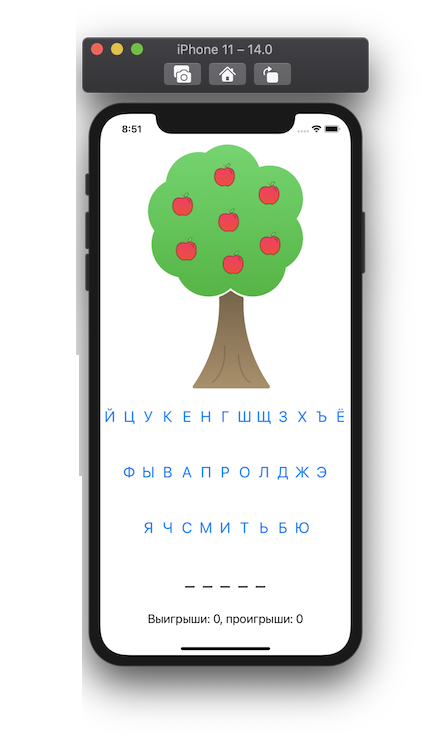 iPhone 11 – 14.0
8:51
Й Ц У К Е Н Г Ш Щ З Х Ъ Ё
Ф Ы В А П Р О Л Д Ж Э
Я Ч С М И Т Ь Б Ю
_ _ _ _ _
Выигрыши: 0, проигрыши: 0